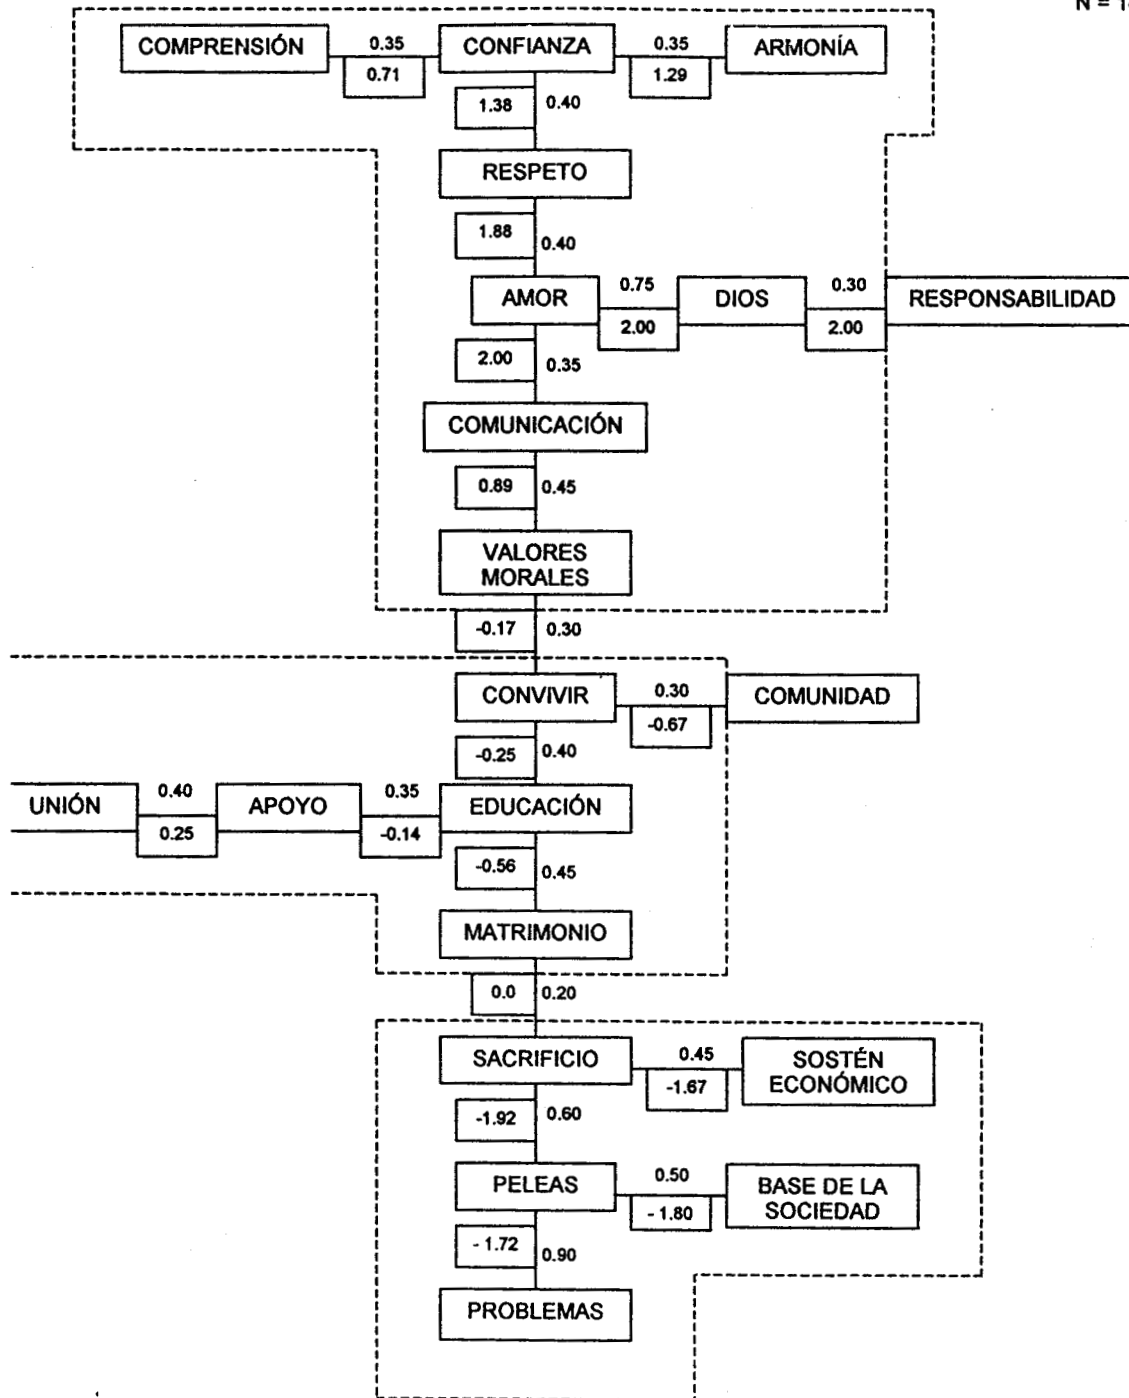 N = 1
COMPRENSIÓN 0.35 CONFIANZA 0.35 ARMONÍA
0.71 1.29
1.38 0.40
RESPETO
1.88 0.40
AMOR 0.75 DIOS 0.30 RESPONSABILIDAD
2.00 2.00
2.00 0.35
COMUNICACIÓN
0.89 0.45
VALORES
MORALES
-0.17 0.30
CONVIVIR 0.30 COMUNIDAD
-0.67
-0.25 0.40
UNIÓN 0.40 APOYO 0.35 EDUCACIÓN
0.25 -0.14
-0.56 0.45
MATRIMONIO
0.0 0.20
SACRIFICIO 0.45 SOSTÉN
ECONÓMICO
-1.67
-1.92 0.60
PELEAS 0.50 BASE DE LA
SOCIEDAD
- 1.80
- 1.72 0.90
PROBLEMAS